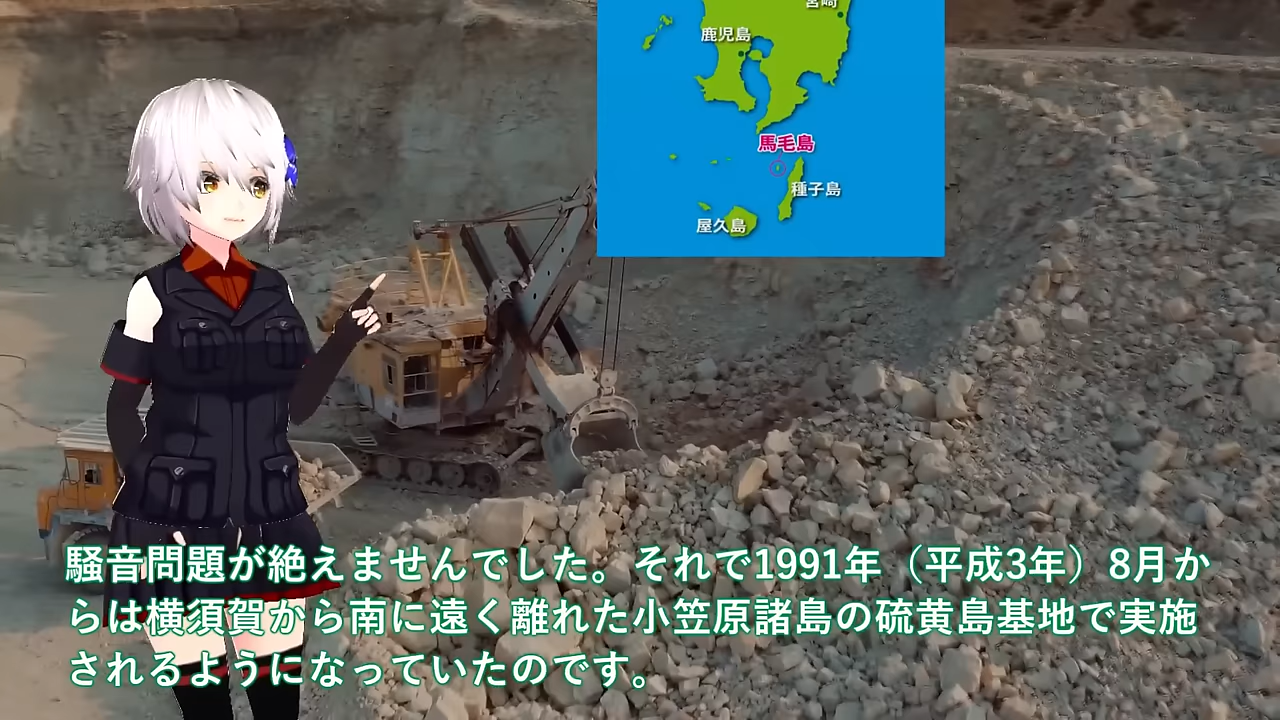 宮崎
鹿児島
馬毛島
種子島
屋久島
騒音問題が絶えませんでした。それで1991年（平成3年）8月か
らは横須賀から南に遠く離れた小笠原諸島の硫黄島基地で実施
されるようになっていたのです。